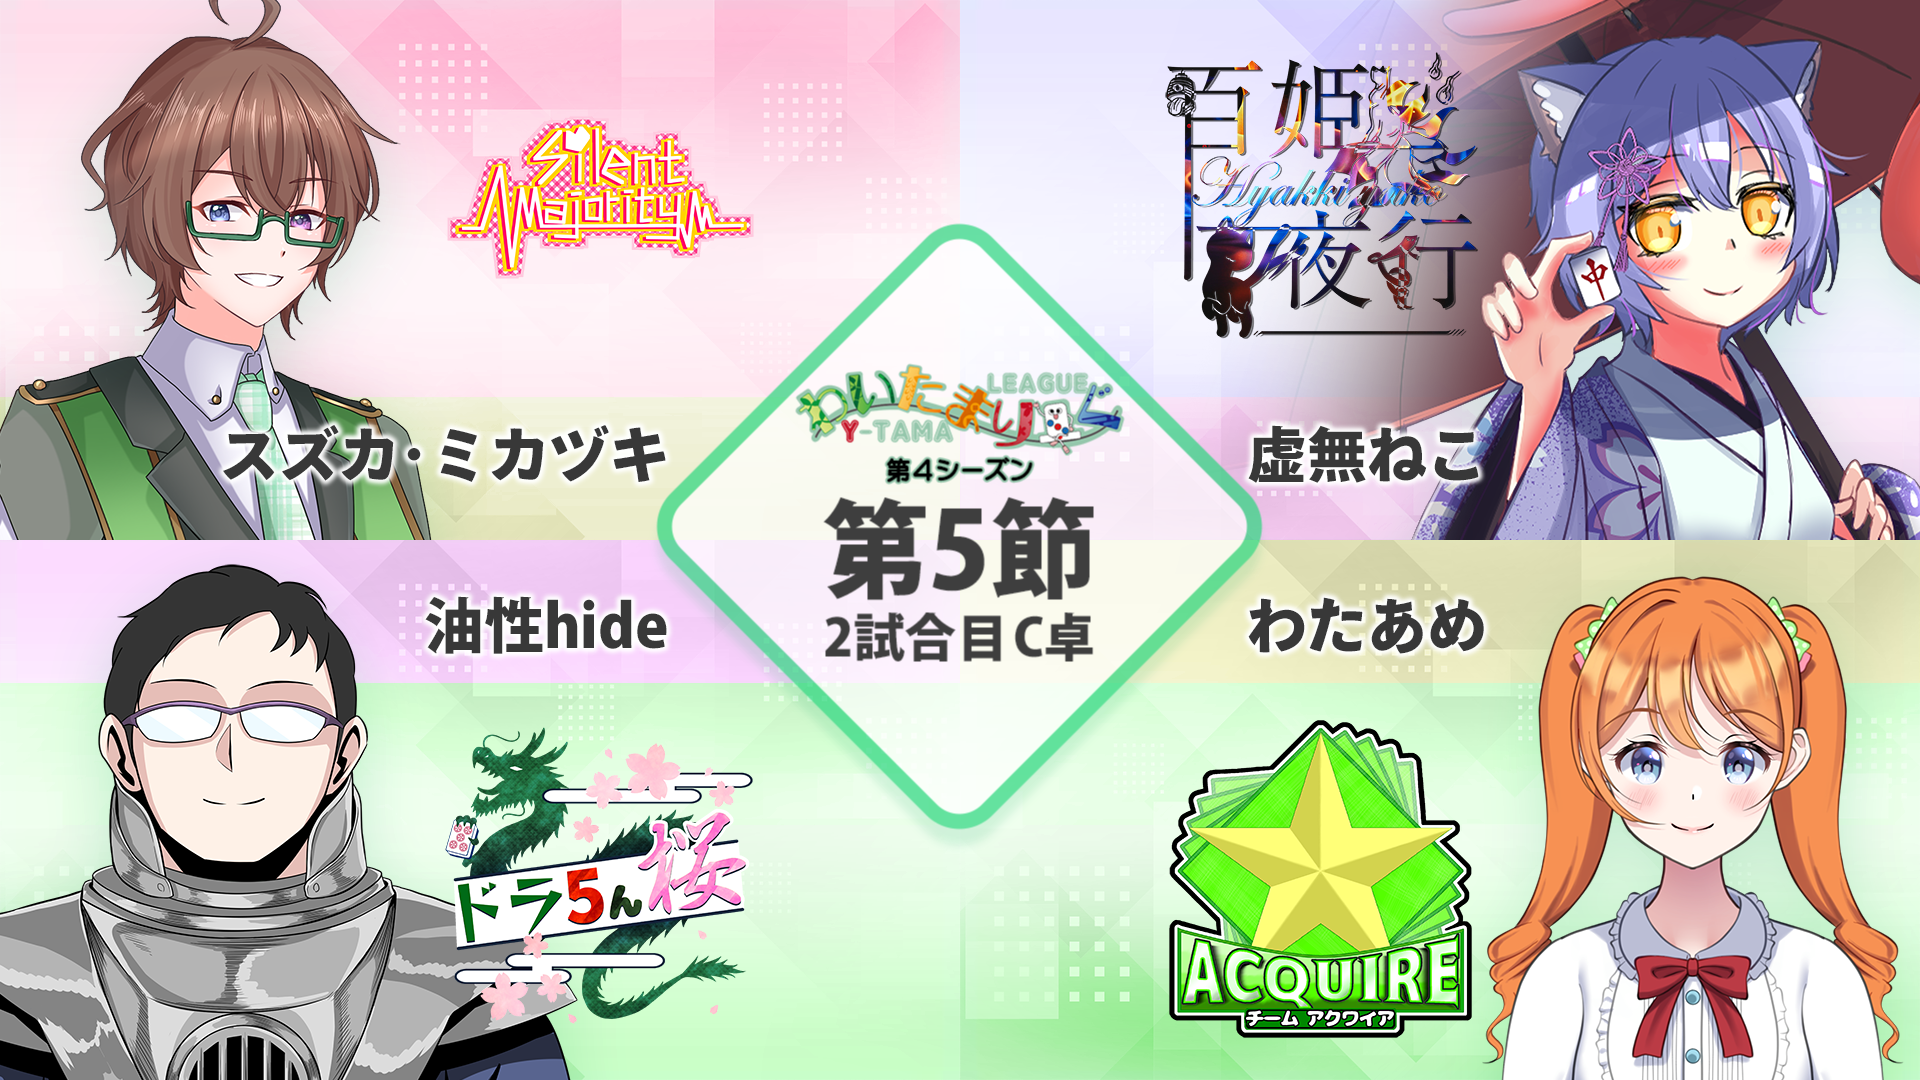 Silent
Majority
百姫
Hyakkiyako
夜行
スズカ・ミカヅキ
虚無ねこ
中
わいたまりーぐ
LEAGUE
Y-TAMA
第4シーズン
第5節
2試合目 C卓
油性hide
わたあめ
ドラ5ん桜
ACQUIRE
チーム アクワイア